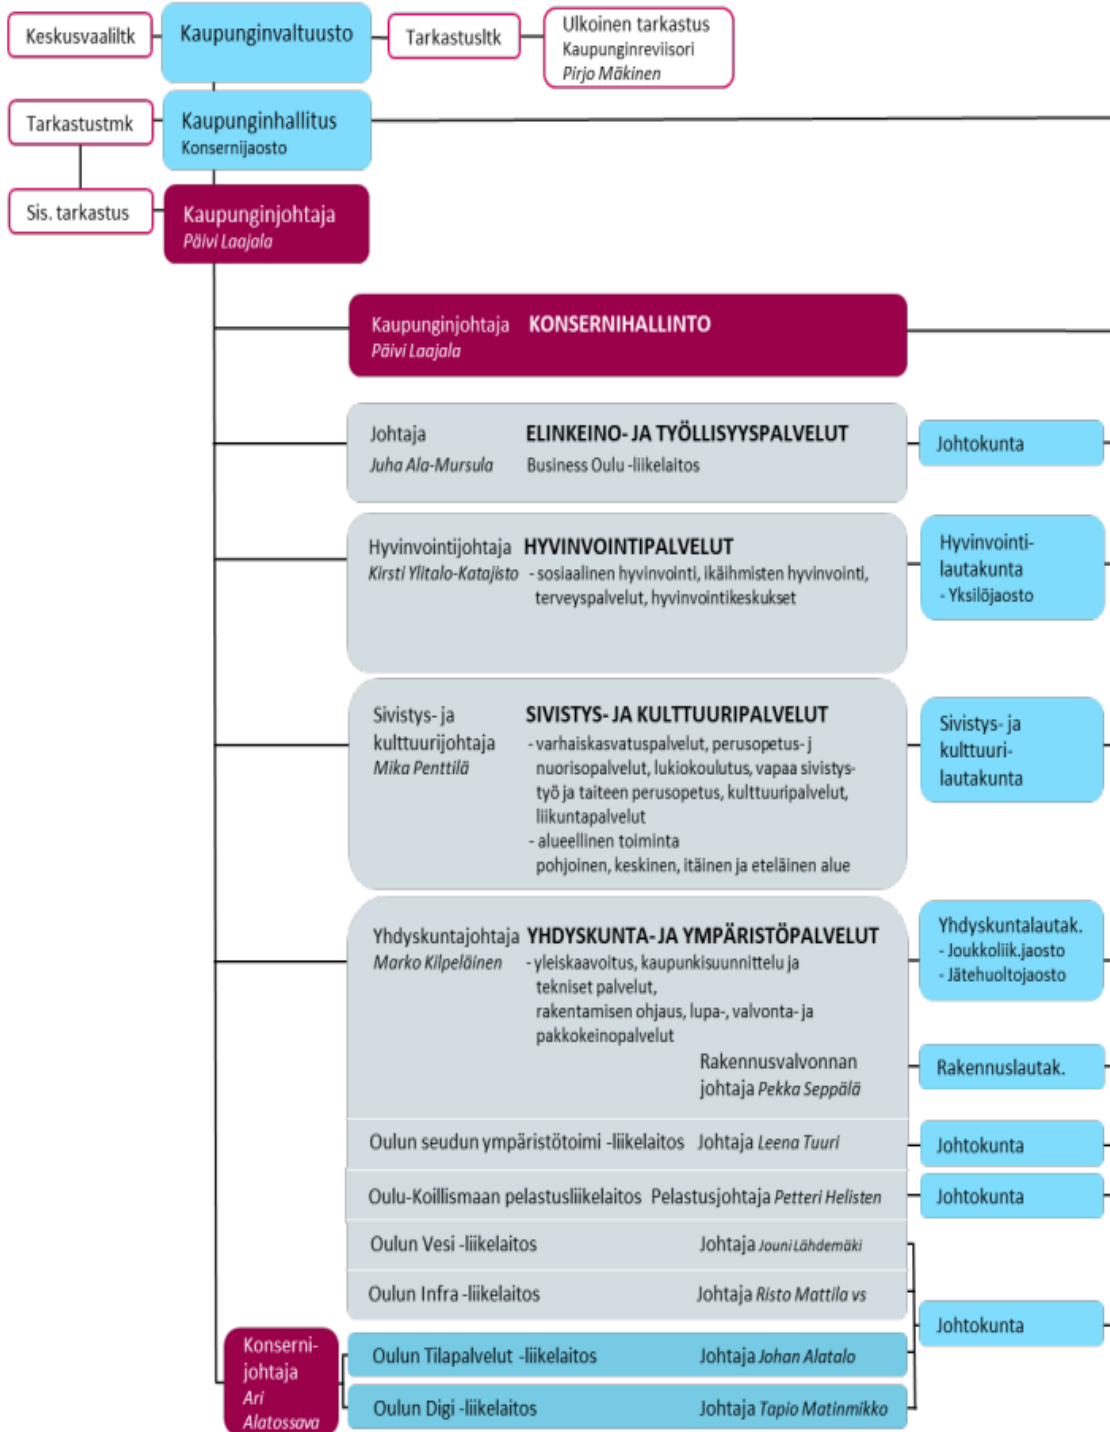 Keskusvaaliltk
Kaupunginvaltuusto
Tarkastusltk
Ulkoinen tarkastus
Kaupunginreviisori
Pirjo Mäkinen
Tarkastustmk
Kaupunginhallitus
Konsernijaosto
Sis. tarkastus
Kaupunginjohtaja
Päivi Laajala
Kaupunginjohtaja KONSERNIHALLINTO
Päivi Laajala
Johtaja ELINKEINO- JA TYÖLLISYYSPALVELUT
Juha Ala-Mursula Business Oulu -liikelaitos
Johtokunta
Hyvinvointijohtaja HYVINVOINTIPALVELUT
Kirsti Ylitalo-Katajisto - sosiaalinen hyvinvointi, ikäihmisten hyvinvointi,
terveyspalvelut, hyvinvointikeskukset
Hyvinvointi-
lautakunta
- Yksilöjaosto
Sivistys- ja
kulttuurijohtaja
Mika Penttilä
SIVISTYS- JA KULTTUURIPALVELUT
- varhaiskasvatuspalvelut, perusopetus- j
nuorisopalvelut, lukiokoulutus, vapaa sivistys-
työ ja taiteen perusopetus, kulttuuripalvelut,
liikuntapalvelut
- alueellinen toiminta
pohjoinen, keskinen, itäinen ja eteläinen alue
Sivistys- ja
kulttuuri-
lautakunta
Yhdyskuntajohtaja YHDYSKUNTA- JA YMPÄRISTÖPALVELUT
Marko Kilpeläinen - yleiskaavoitus, kaupunkisuunnittelu ja
tekniset palvelut,
rakentamisen ohjaus, lupa-, valvonta- ja
pakkokeinopalvelut
Yhdyskuntalautak.
- Joukkoliik.jaosto
- Jätehuoltojaosto
Rakennusvalvonnan
johtaja Pekka Seppälä
Rakennuslautak.
Oulun seudun ympäristötoimi -liikelaitos Johtaja Leena Tuuri
Johtokunta
Oulu-Koillismaan pelastusliikelaitos Pelastusjohtaja Petteri Helisten
Johtokunta
Oulun Vesi -liikelaitos Johtaja Jouni Lähdemäki
Oulun Infra -liikelaitos Johtaja Risto Mattila vs
Johtokunta
Konserni-
johtaja
Ari
Alatossava
Oulun Tilapalvelut -liikelaitos Johtaja Johan Alatalo
Oulun Digi -liikelaitos Johtaja Tapio Matinmikko